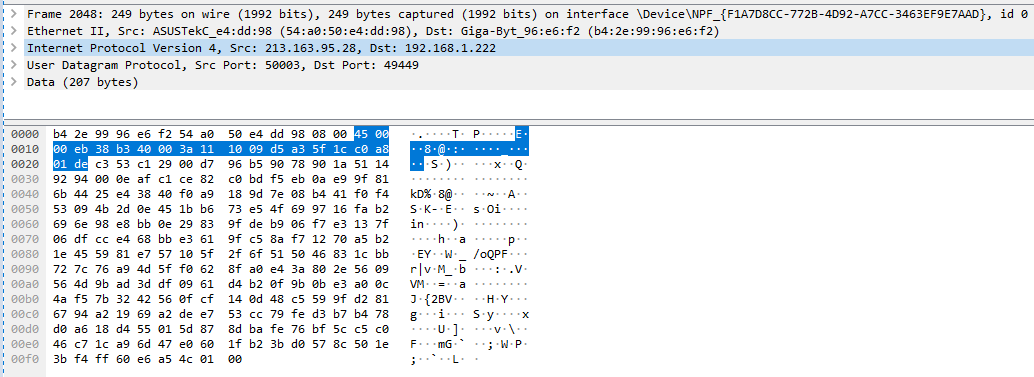 Frame 2048: 249 bytes on wire (1992 bits), 249 bytes captured (1992 bits) on interface \Device\NPF_{F1A7D8CC-772B-4D92-A7CC-3463EF9E7AAD}, id 0
Ethernet II, Src: ASUSTekC_e4:dd:98 (54:a0:50:e4:dd:98), Dst: Giga-Byt_96:e6:f2 (b4:2e:99:96:e6:f2)
Internet Protocol Version 4, Src: 213.163.95.28, Dst: 192.168.1.222
User Datagram Protocol, Src Port: 50003, Dst Port: 49449
Data (207 bytes)
0000 b4 2e 99 96 e6 f2 54 a0 50 e4 dd 98 08 00 45 00 ·.····T· P·····E·
0010 00 eb 38 b3 40 00 3a 11 10 09 d5 a3 5f 1c c0 a8 ··8·@·:· ····_···
0020 01 de c3 53 c1 29 00 d7 96 b5 90 78 90 1a 51 14 ···S·)·· ···x··Q·
0030 92 94 00 0e af c1 ce 82 c0 bd f5 eb 0a e9 9f 81 ········ ········
0040 6b 44 25 e4 38 40 f0 a9 18 9d 7e 08 b4 41 f0 f4 kD%·8@·· ··~··A··
0050 53 09 4b 2d 0e 45 1b b6 73 e5 4f 69 97 16 fa b2 S·K-·E·· s·Oi····
0060 69 6e 98 e8 bb 0e 29 83 9f de b9 06 f7 e3 13 7f in····)· ········
0070 06 df cc e4 68 bb e3 61 9f c5 8a f7 12 70 a5 b2 ····h··a ·····p··
0080 1e 45 59 81 e7 57 10 5f 2f 6f 51 50 46 83 1c bb ·EY··W·_ /oQPF···
0090 72 7c 76 a9 4d 5f f0 62 8f a0 e4 3a 80 2e 56 09 r|v·M_·b ···:·.V·
00a0 56 4d 9b ad 3d df 09 61 d4 b2 0f 9b 0b e3 a0 0c VM··=··a ········
00b0 4a f5 7b 32 42 56 0f cf 14 0d 48 c5 59 9f d2 81 J·{2BV·· ··H·Y···
00c0 67 94 a2 19 69 a2 de e7 53 cc 79 fe d3 b7 b4 78 g···i··· S·y····x
00d0 d0 a6 18 d4 55 01 5d 87 8d ba fe 76 bf 5c c5 c0 ····U·]· ···v·\··
00e0 46 c7 1c a9 6d 47 e0 60 1f b2 3b d0 57 8c 50 1e F···mG·` ··;·W·P·
00f0 3b f4 ff 60 e6 a5 4c 01 00 ;··`··L· ·